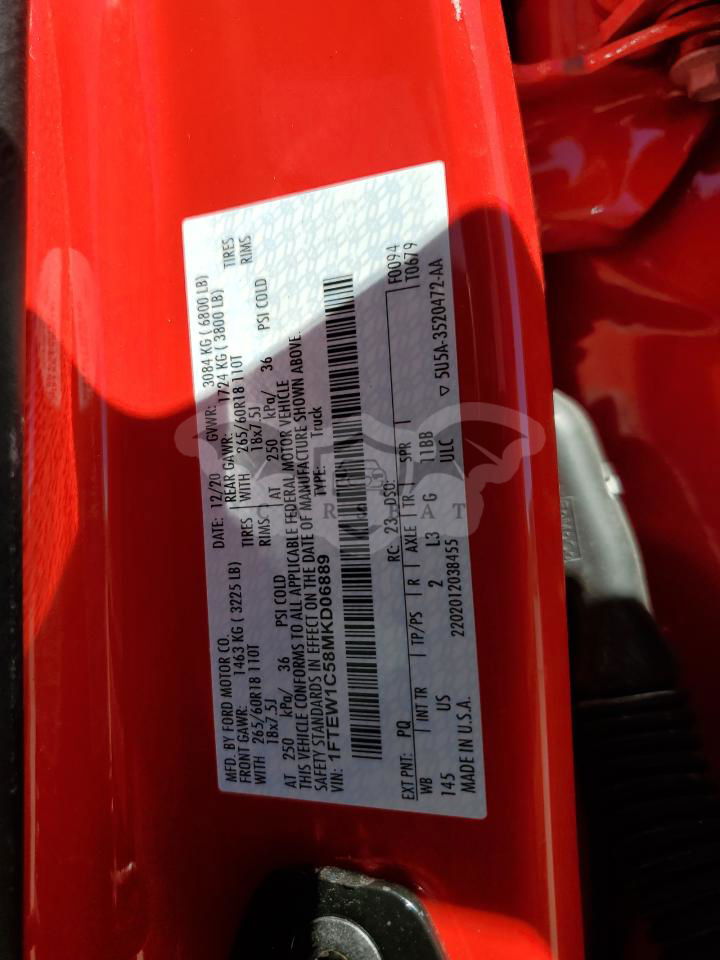 MFD. BY FORD MOTOR CO.
DATE: 12/20 GVWR: 3084 KG ( 6800 LB)
FRONT GAWR: 1463 KG ( 3225 LB)
REAR GAWR: 1724 KG ( 3800 LB)
WITH 265/60R18 110T TIRES
WITH 265/60R18 110T TIRES
18x7.5J RIMS:
18x7.5J RIMS
AT 250 kPa/ 36 PSI COLD
AT 250 kPa/ 36 PSI COLD
THIS VEHICLE CONFORMS TO ALL APPLICABLE FEDERAL MOTOR VEHICLE
SAFETY STANDARDS IN EFFECT ON THE DATE OF MANUFACTURE SHOWN ABOVE.
VIN: 1FTEW1C58MKD06889 TYPE: Truck
F0094
EXT PNT: PQ RC: 23 DSO: T0679
WB INT TR TP/PS R AXLE TR SPR
145 US 2 L3 G 11BB
MADE IN U.S.A. 2202012038455 ULC ▽ 5U5A-3520472-AA